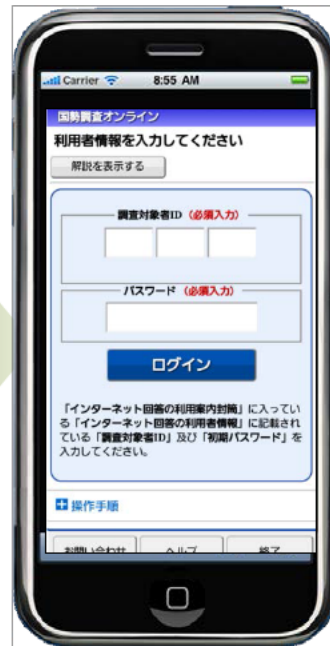 Carrier 8:55 AM
国勢調査オンライン
利用者情報を入力してください
解説を表示する
調査対象者ID（必須入力）
パスワード（必須入力）
ログイン
「インターネット回答の利用案内封筒」に入ってい
る「インターネット回答の利用者情報」に記載され
ている「調査対象者ID」及び「初期パスワード」を
入力してください。
操作手順
お問い合わせ ヘルプ 終了